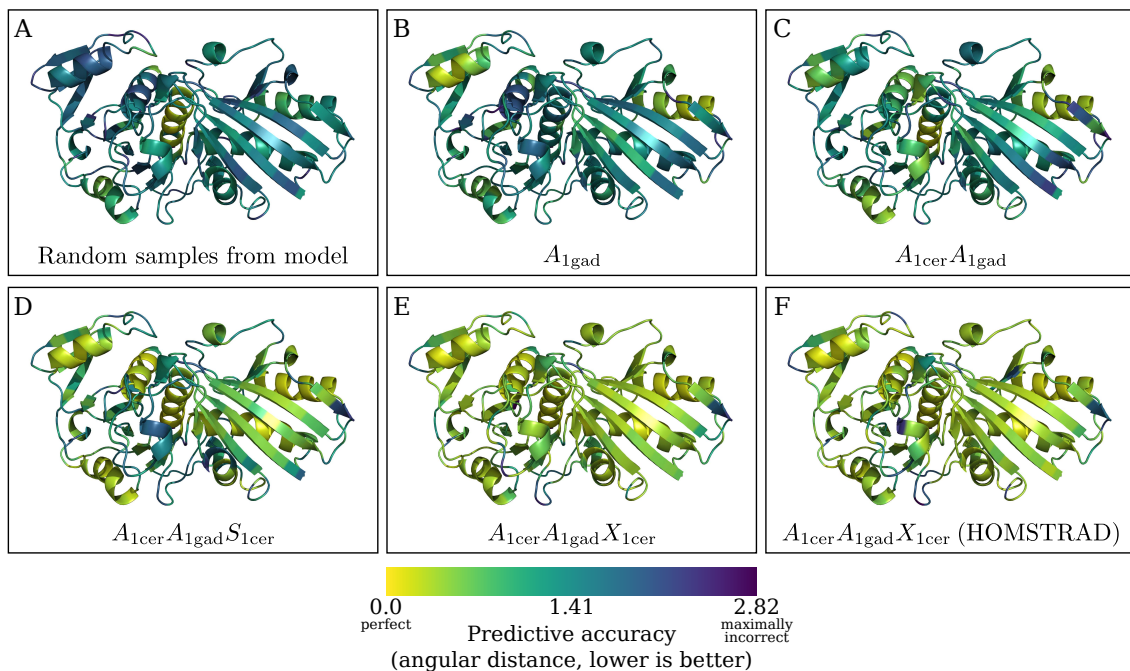 A
Random samples from model
B
A1gad
C
A1cerA1gad
D
A1cerA1gadS1cer
E
A1cerA1gadX1cer
F
A1cerA1gadX1cer (HOMSTRAD)
0.0 1.41 2.82
perfect maximally
incorrect
Predictive accuracy
(angular distance, lower is better)